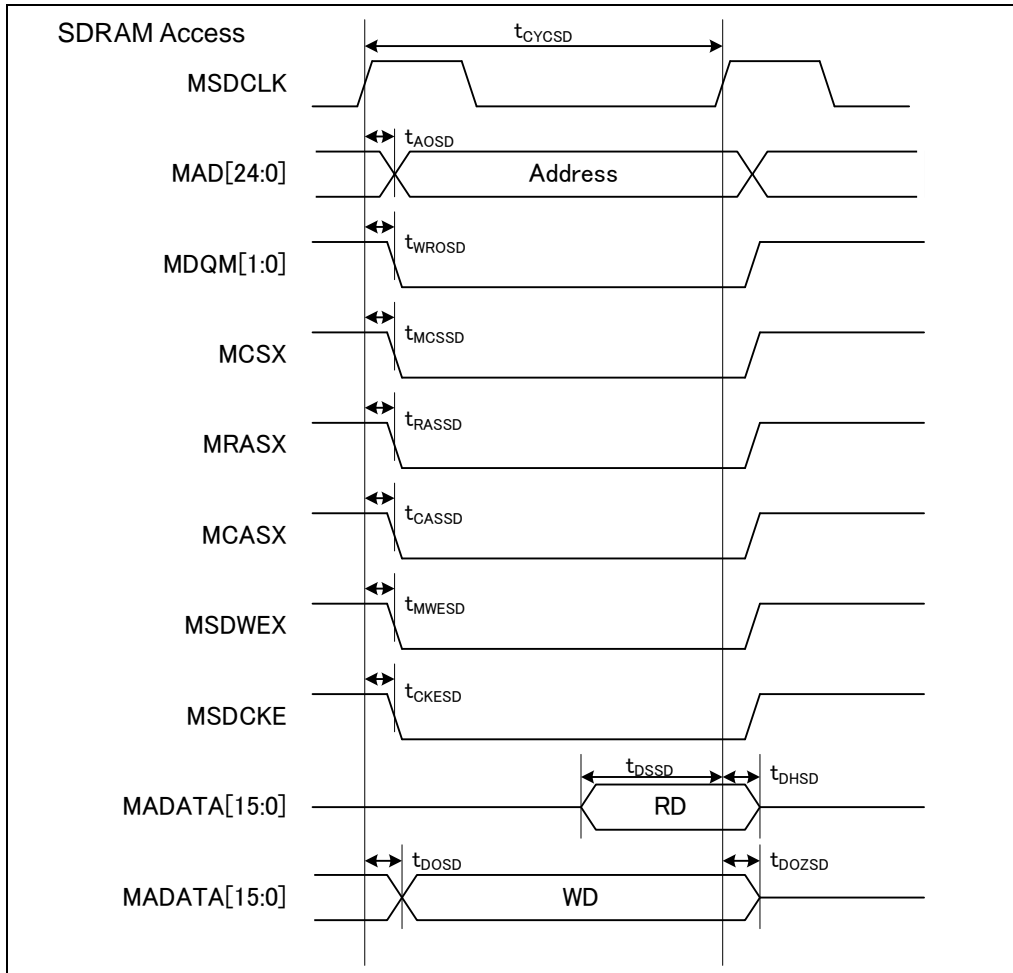 SDRAM Access
tCYCSD
MSDCLK
tAOSD
MAD[24:0]
Address
tWROSD
MDQM[1:0]
tMCSSD
MCSX
tRASSD
MRASX
tCASSD
MCASX
tMWESD
MSDWEX
tCKESD
MSDCKE
tDSSD
tDHSD
MADATA[15:0]
RD
tDOSD
tDOZSD
MADATA[15:0]
WD